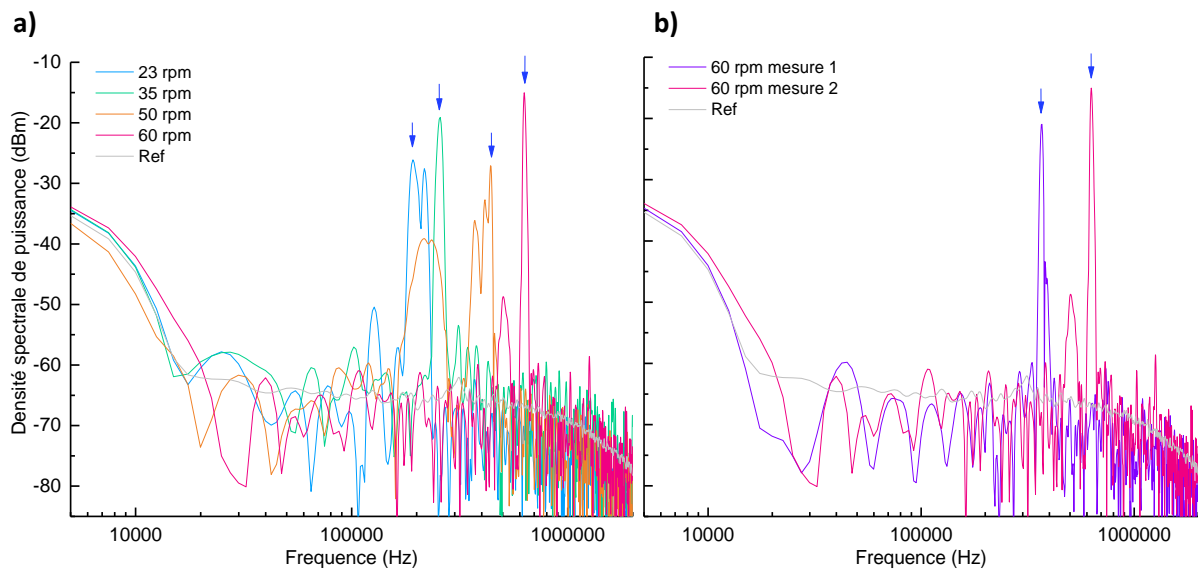 a)
Densité spectrale de puissance (dBm)
-10
-20
-30
-40
-50
-60
-70
-80
23 rpm
35 rpm
50 rpm
60 rpm
Ref
10000
100000
1000000
Frequence (Hz)
b)
60 rpm mesure 1
60 rpm mesure 2
Ref
10000
100000
1000000
Frequence (Hz)